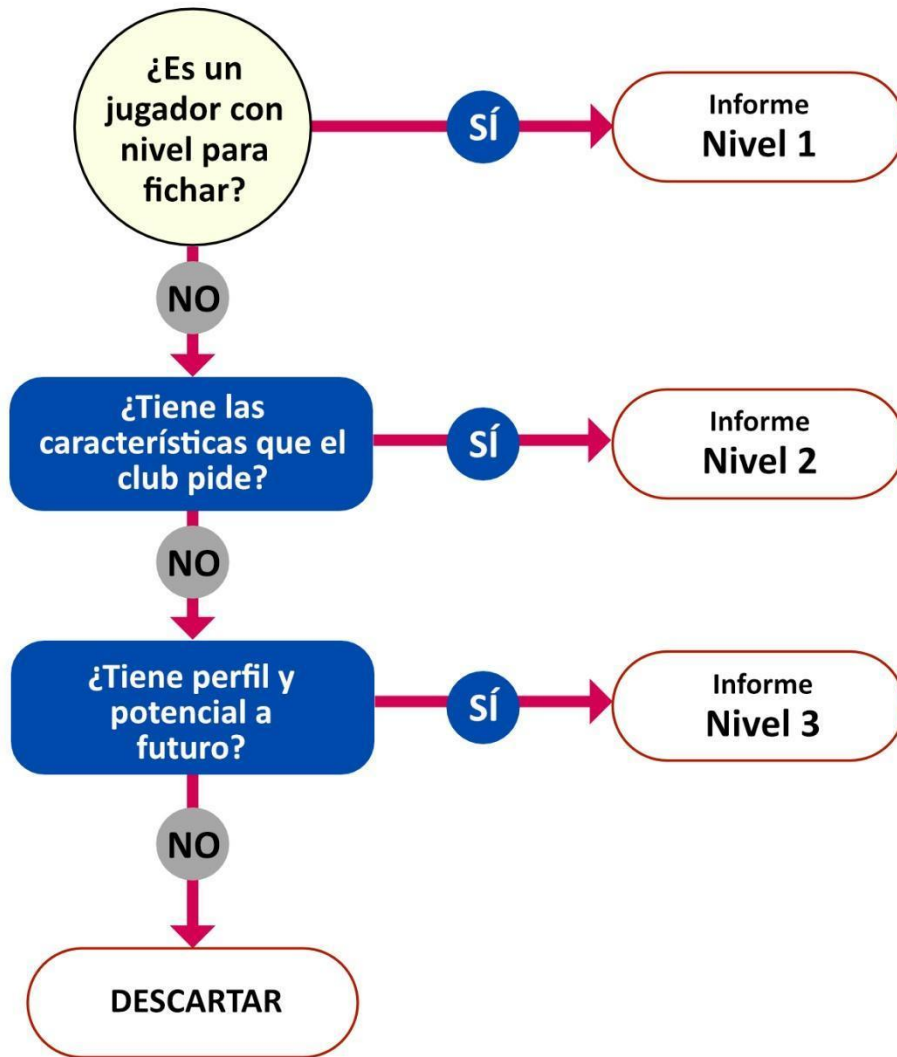 ¿Es un
jugador con
nivel para
fichar?
SÍ
Informe
Nivel 1
NO
¿Tiene las
características que el
club pide?
SÍ
Informe
Nivel 2
NO
¿Tiene perfil y
potencial a
futuro?
SÍ
Informe
Nivel 3
NO
DESCARTAR